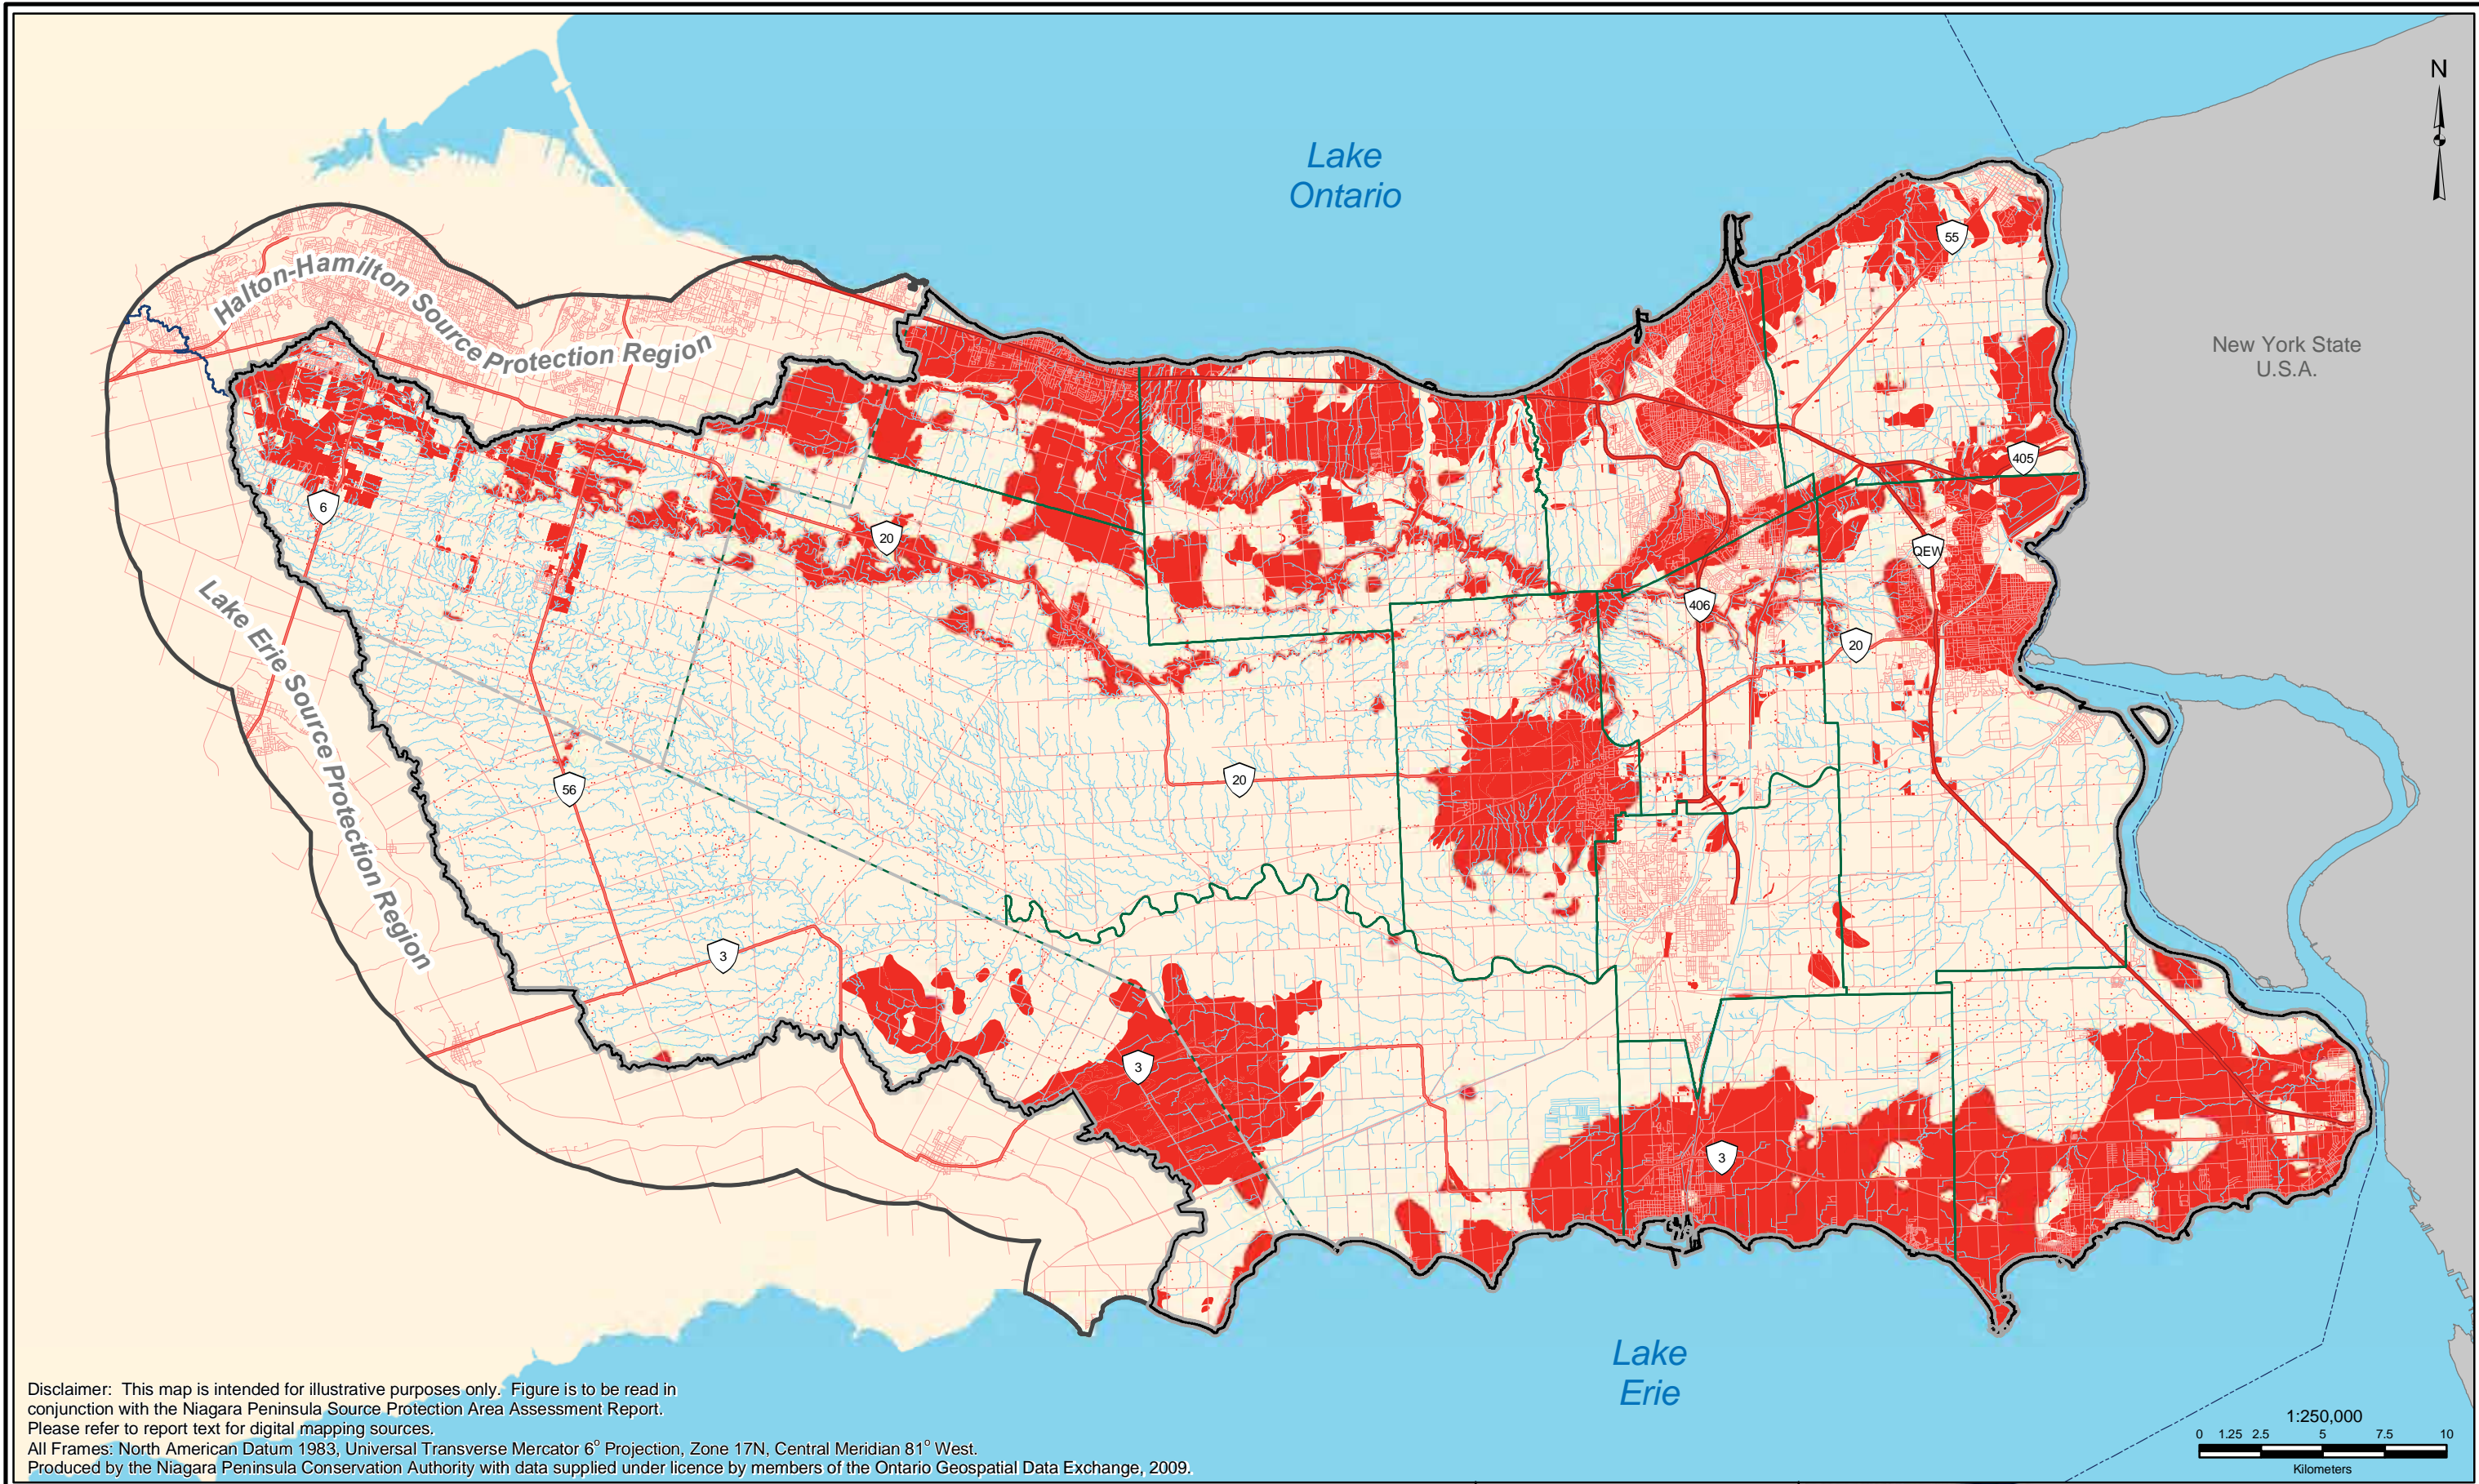 N
Lake
Ontario
55
New York State
U.S.A.
Halton-Hamilton Source Protection Region
405
6
20
QEW
406
20
Lake Erie Source Protection Region
20
56
3
3
3
Lake
Erie
Disclaimer: This map is intended for illustrative purposes only. Figure is to be read in
conjunction with the Niagara Peninsula Source Protection Area Assessment Report.
Please refer to report text for digital mapping sources.
All Frames: North American Datum 1983, Universal Transverse Mercator 6° Projection, Zone 17N, Central Meridian 81° West.
Produced by the Niagara Peninsula Conservation Authority with data supplied under licence by members of the Ontario Geospatial Data Exchange, 2009.
1:250,000
0 1.25 2.5 5 7.5 10
Kilometers